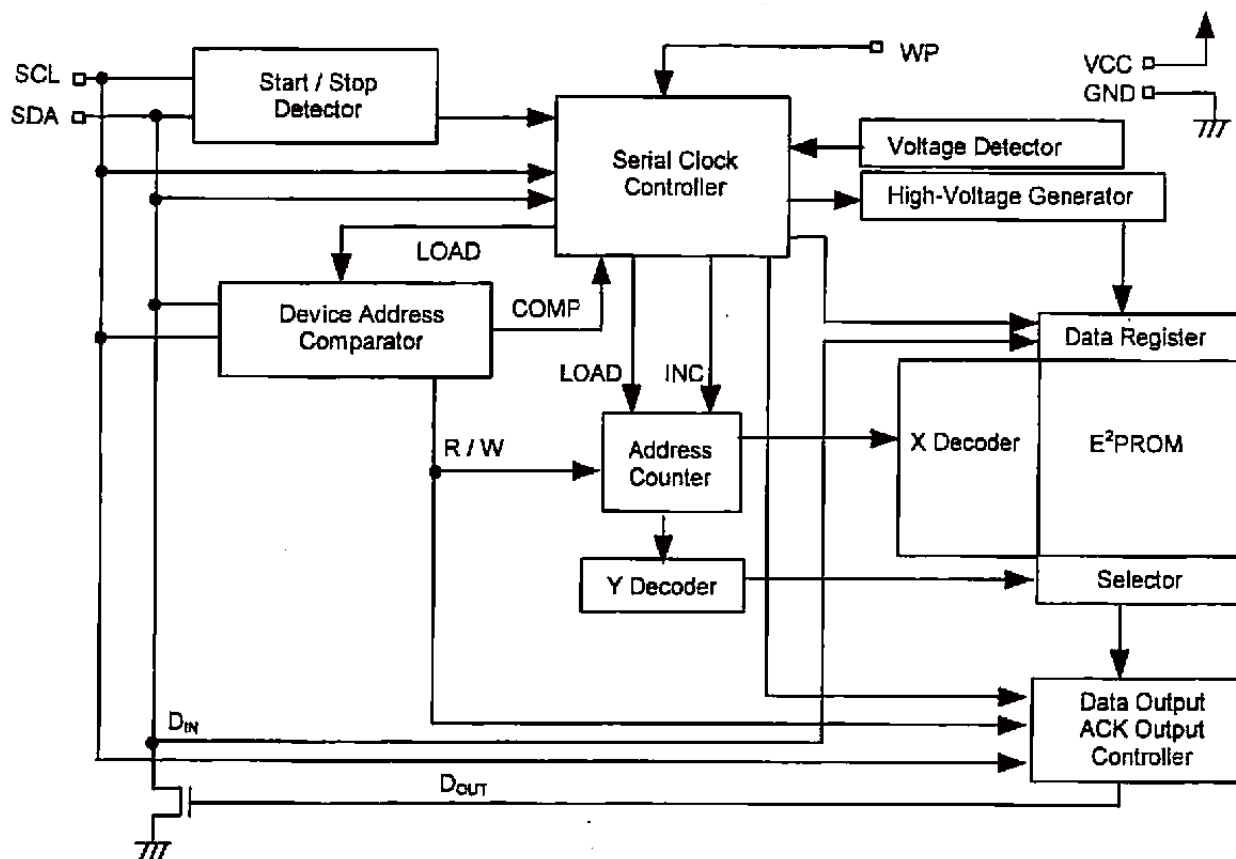 WP
VCC
GND
SCL
SDA
Start / Stop
Detector
Serial Clock
Controller
Voltage Detector
High-Voltage Generator
LOAD
Device Address
Comparator
COMP
Data Register
LOAD
INC
R / W
Address
Counter
X Decoder
E²PROM
Y Decoder
Selector
DIN
Data Output
ACK Output
Controller
DOUT